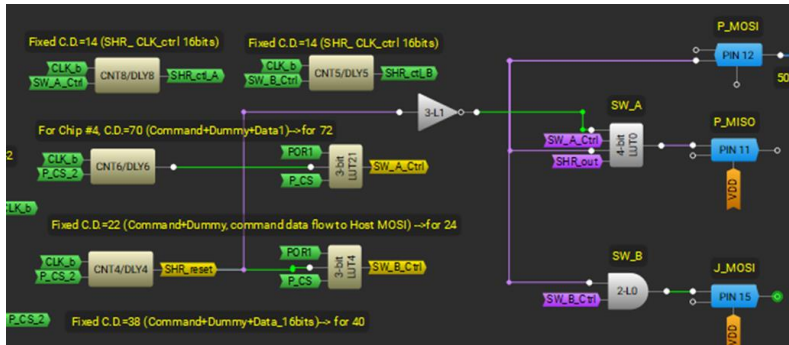 P_MOSI
Fixed C.D.=14 (SHR_ CLK_ctrl 16bits)
Fixed C.D.=14 (SHR_ CLK_ctrl 16bits)
CLK_b
SW_A_Ctrl
CNT8/DLY8
SHR_ctl_A
CLK_b
SW_B_Ctrl
CNT5/DLY5
SHR_ctl_B
PIN 12
50
3-L1
SW_A
P_MISO
For Chip #4, C.D.=70 (Command+Dummy+Data1)-->for 72
2
CLK_b
P_CS_2
CNT6/DLY6
POR1
P_CS
3-bit
LUT21
SW_A_Ctrl
SW_A_Ctrl
SHR_out
4-bit
LUT0
PIN 11
VDD
CLK_b
Fixed C.D.=22 (Command+Dummy, command data flow to Host MOSI) -->for 24
CLK_b
P_CS_2
CNT4/DLY4
SHR_reset
POR1
P_CS
3-bit
LUT4
SW_B_Ctrl
SW_B
J_MOSI
SW_B_Ctrl
2-L0
PIN 15
VDD
P_CS_2
Fixed C.D.=38 (Command+Dummy+Data_16bits)--> for 40